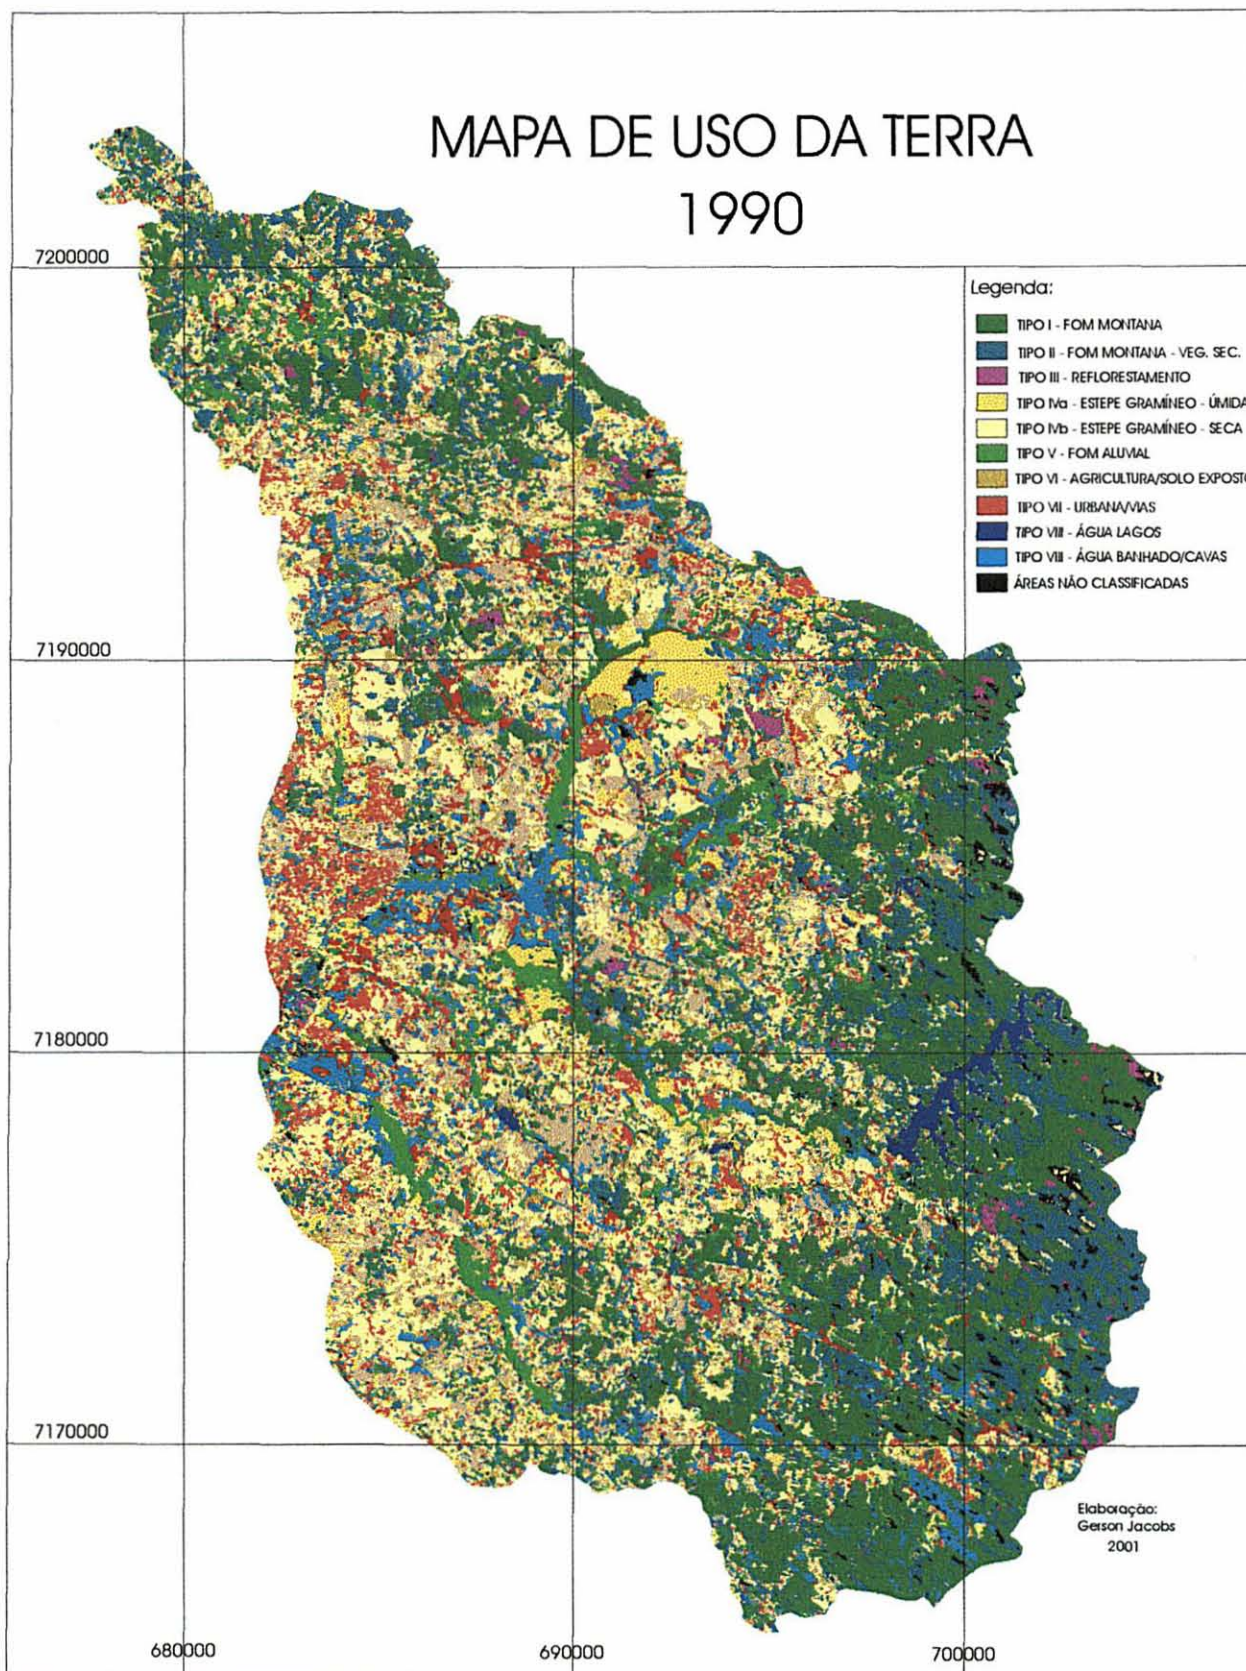 MAPA DE USO DA TERRA
1990
7200000
Legenda:
TIPO I - FOM MONTANA
TIPO II - FOM MONTANA - VEG. SEC.
TIPO III - REFLORESTAMENTO
TIPO IVa - ESTEPE GRAMÍNEO - ÚMIDA
TIPO IVb - ESTEPE GRAMÍNEO - SECA
TIPO V - FOM ALUVIAL
TIPO VI - AGRICULTURA/SOLO EXPOSTO
TIPO VII - URBANA/VIAS
TIPO VIII - ÁGUA LAGOS
TIPO VIII - ÁGUA BANHADO/CAVAS
ÁREAS NÃO CLASSIFICADAS
7190000
7180000
7170000
Elaboração:
Gerson Jacobs
2001
680000
690000
700000